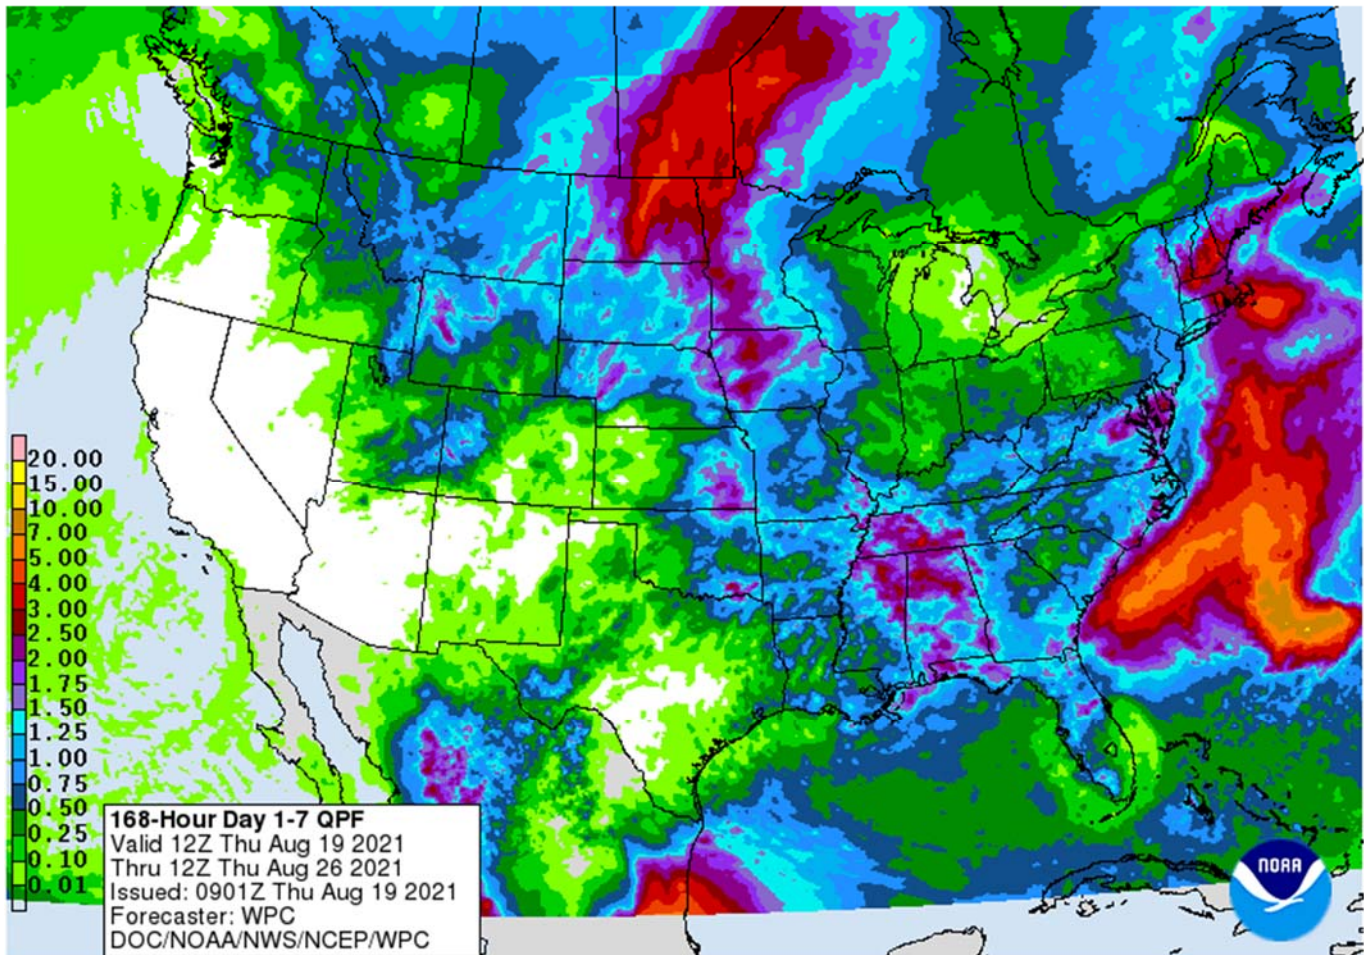 20.00
15.00
10.00
7.00
5.00
4.00
3.00
2.50
2.00
1.75
1.50
1.25
1.00
0.75
0.50
0.25
0.10
0.01
168-Hour Day 1-7 QPF
Valid 12Z Thu Aug 19 2021
Thru 12Z Thu Aug 26 2021
Issued: 0901Z Thu Aug 19 2021
Forecaster: WPC
DOC/NOAA/NWS/NCEP/WPC
NOAA